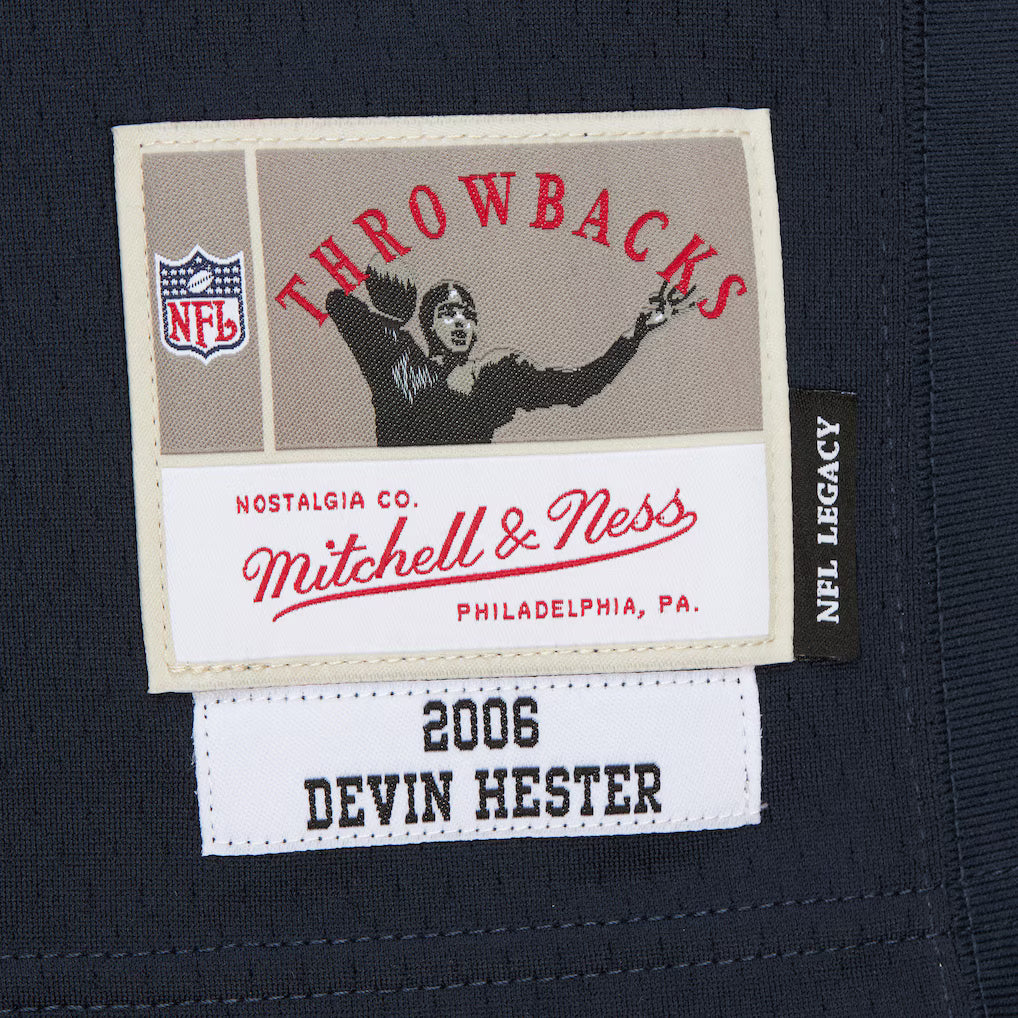 THROWBACKS
NFL
NOSTALGIA CO.
Mitchell & Ness
PHILADELPHIA, PA.
NFL LEGACY
2006
DEVIN HESTER